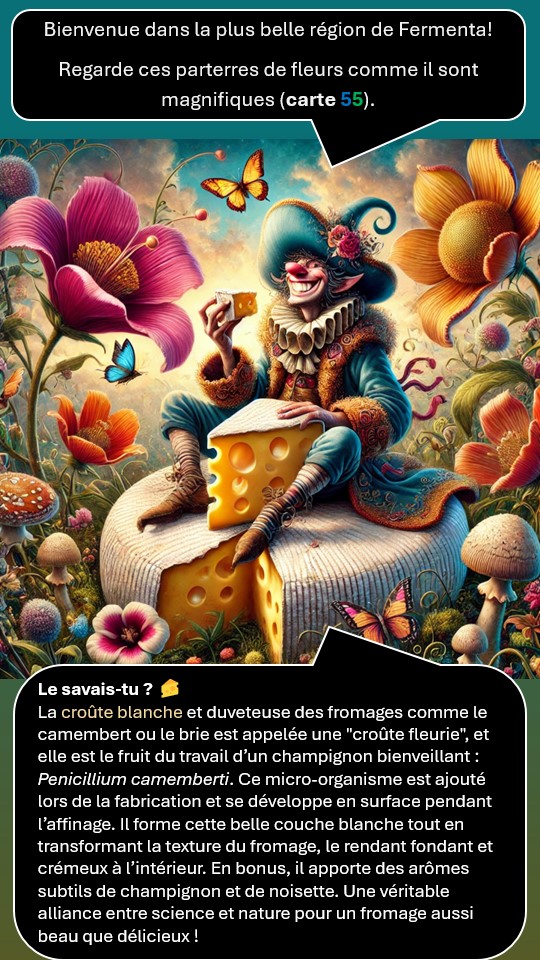 Bienvenue dans la plus belle région de Fermenta!
Regarde ces parterres de fleurs comme il sont
magnifiques (carte 55).
Le savais-tu ? 🧀
La croûte blanche et duveteuse des fromages comme le
camembert ou le brie est appelée une "croûte fleurie", et
elle est le fruit du travail d’un champignon bienveillant :
Penicillium camemberti. Ce micro-organisme est ajouté
lors de la fabrication et se développe en surface pendant
l’affinage. Il forme cette belle couche blanche tout en
transformant la texture du fromage, le rendant fondant et
crémeux à l’intérieur. En bonus, il apporte des arômes
subtils de champignon et de noisette. Une véritable
alliance entre science et nature pour un fromage aussi
beau que délicieux !